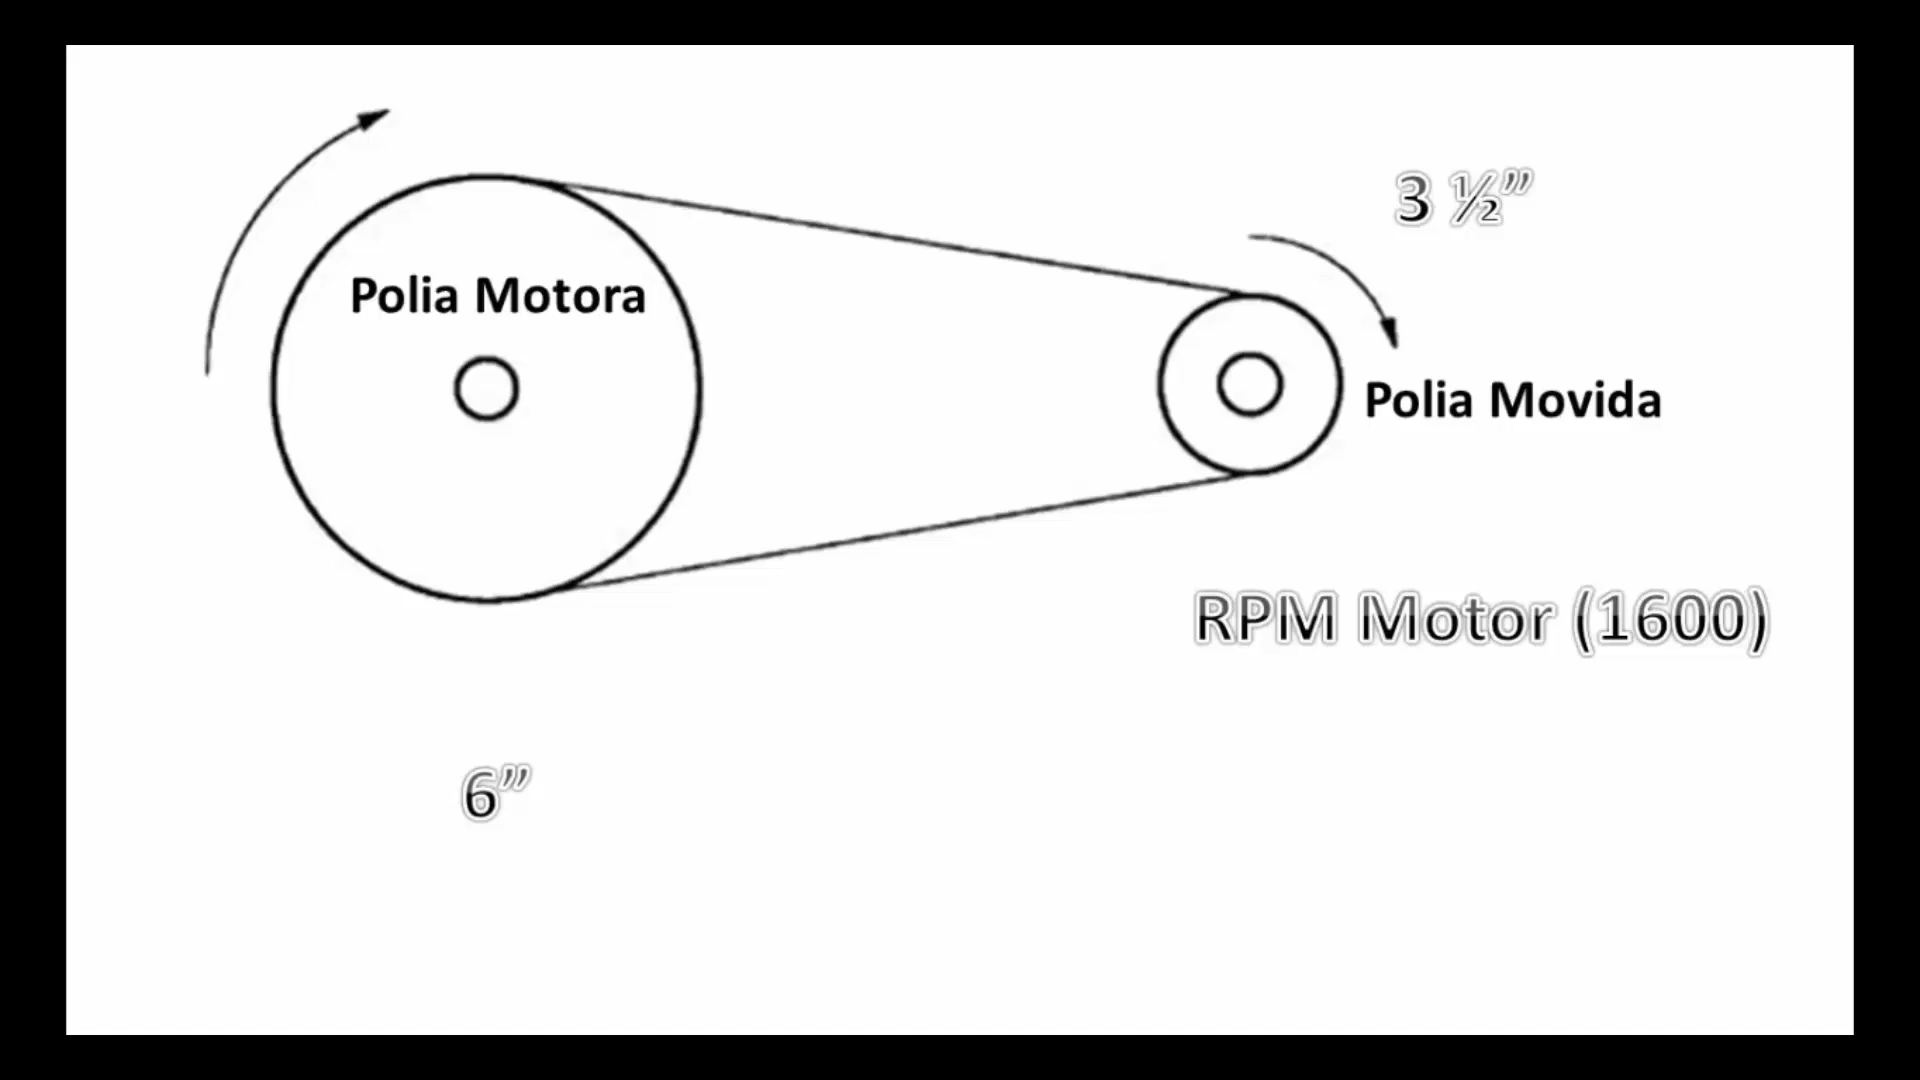 3 ½”
Polia Motora
Polia Movida
RPM Motor (1600)
6”